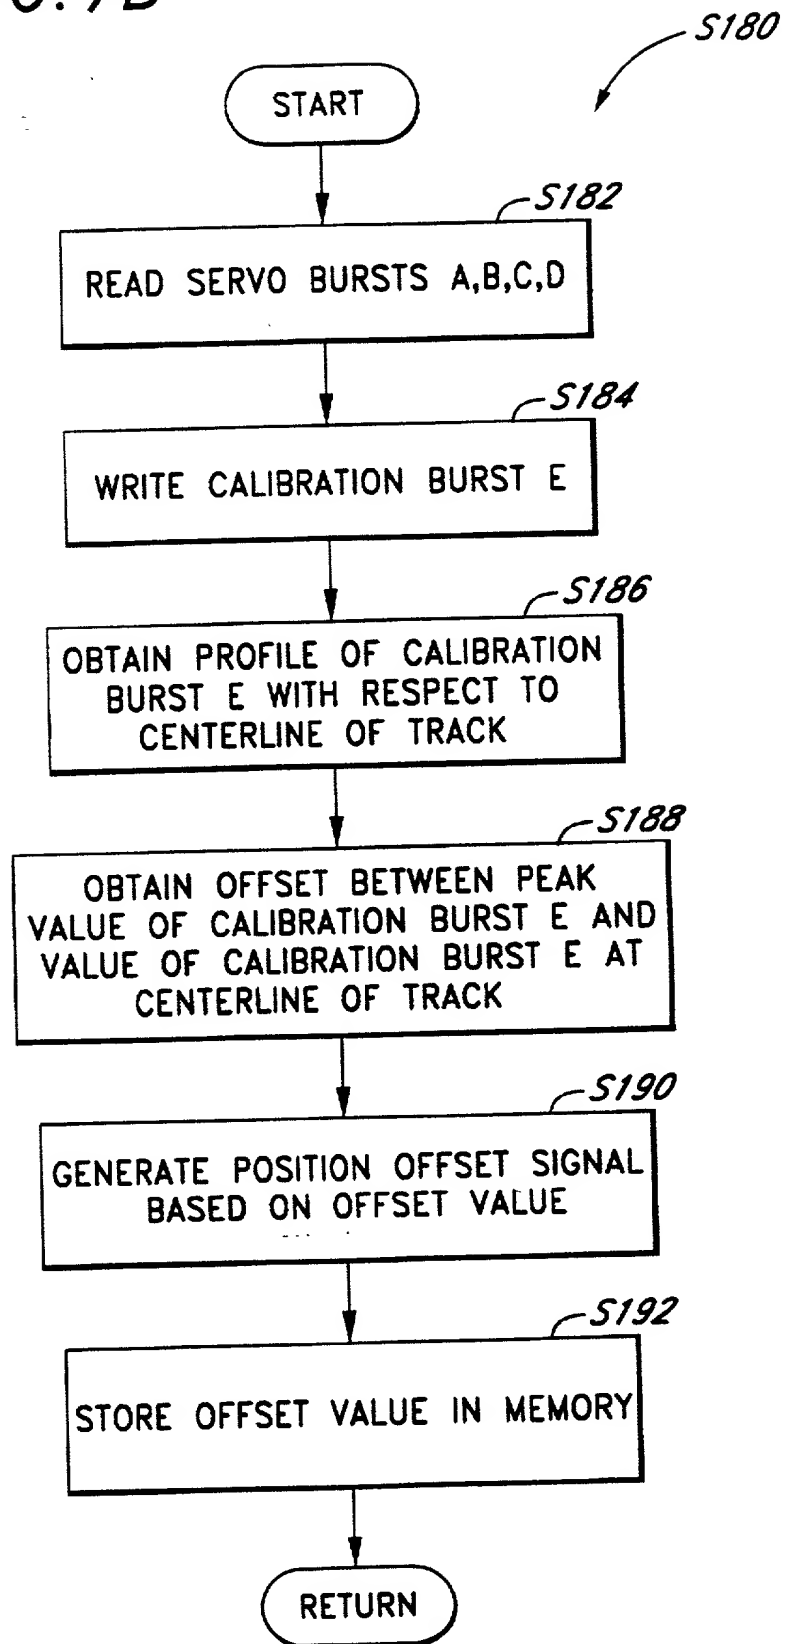 S180
START
S182
READ SERVO BURSTS A,B,C,D
S184
WRITE CALIBRATION BURST E
S186
OBTAIN PROFILE OF CALIBRATION
BURST E WITH RESPECT TO
CENTERLINE OF TRACK
S188
OBTAIN OFFSET BETWEEN PEAK
VALUE OF CALIBRATION BURST E AND
VALUE OF CALIBRATION BURST E AT
CENTERLINE OF TRACK
S190
GENERATE POSITION OFFSET SIGNAL
BASED ON OFFSET VALUE
S192
STORE OFFSET VALUE IN MEMORY
RETURN